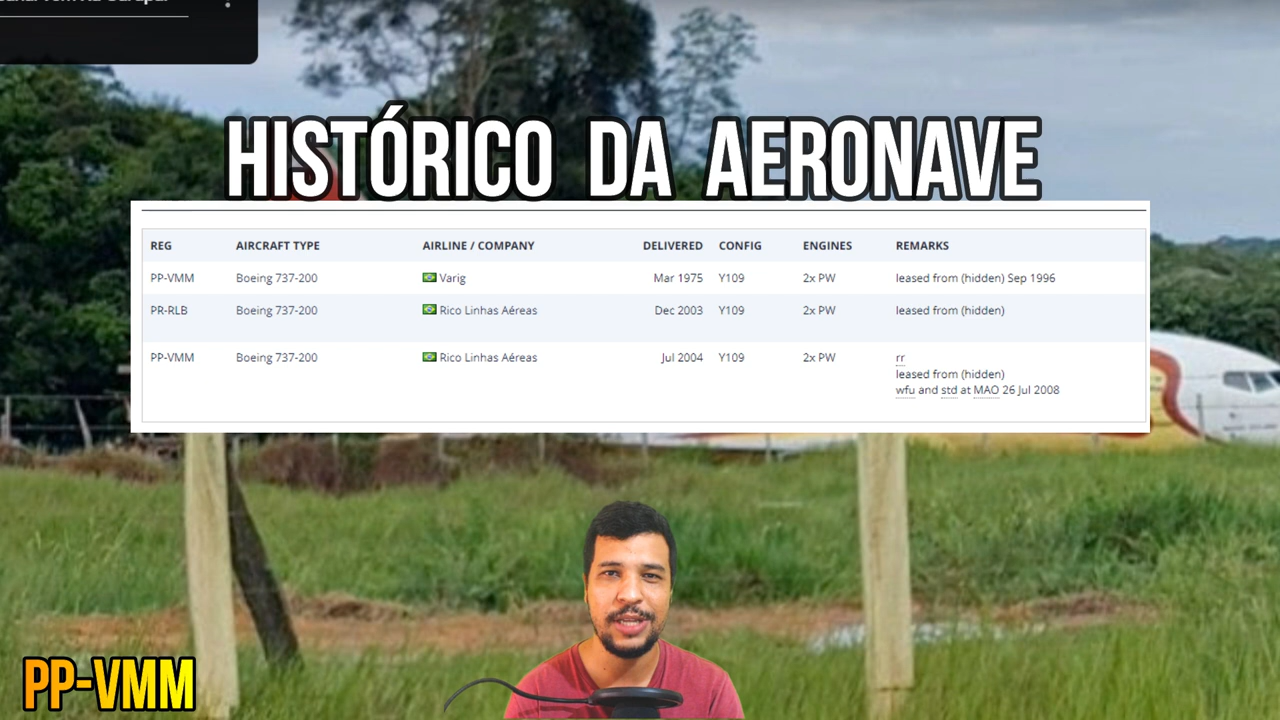 HISTÓRICO DA AERONAVE
REG AIRCRAFT TYPE AIRLINE / COMPANY DELIVERED CONFIG ENGINES REMARKS
PP-VMM Boeing 737-200 Varig Mar 1975 Y109 2x PW leased from (hidden) Sep 1996
PR-RLB Boeing 737-200 Rico Linhas Aéreas Dec 2003 Y109 2x PW leased from (hidden)
PP-VMM Boeing 737-200 Rico Linhas Aéreas Jul 2004 Y109 2x PW rr
leased from (hidden)
wfu and std at MAO 26 Jul 2008
PP-VMM